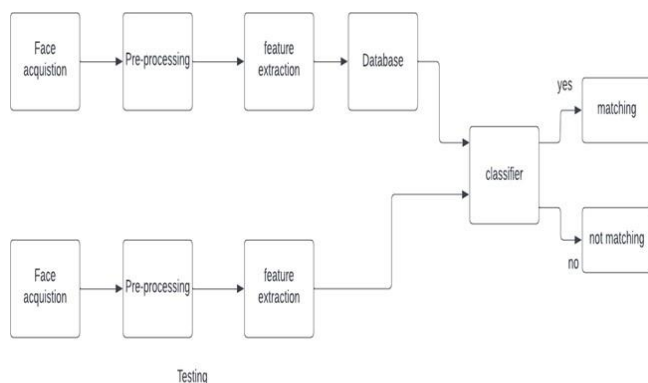 Face
acquistion
Pre-processing
feature
extraction
Database
classifier
yes
matching
not matching
no
Face
acquistion
Pre-processing
feature
extraction
Testing